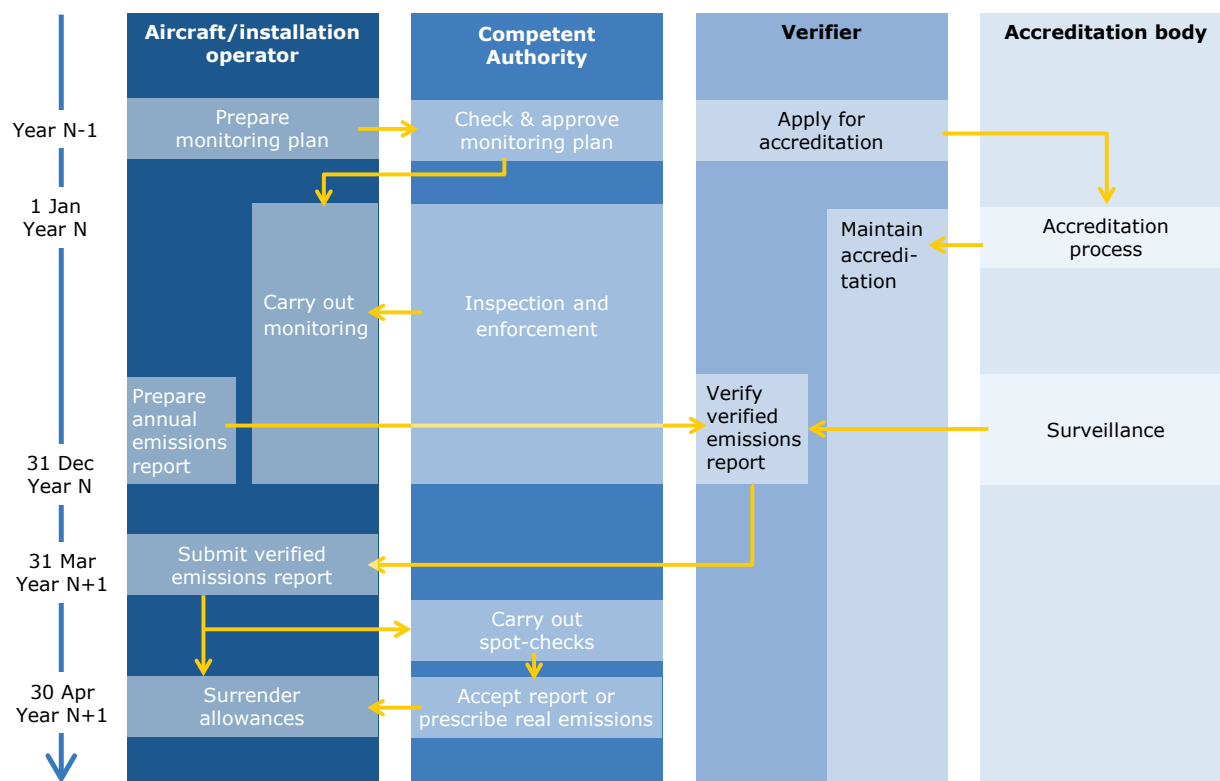 Aircraft/installation
operator
Competent
Authority
Verifier
Accreditation body
Year N-1
Prepare
monitoring plan
Check & approve
monitoring plan
Apply for
accreditation
1 Jan
Year N
Maintain
accredi-
tation
Accreditation
process
Carry out
monitoring
Inspection and
enforcement
Prepare
annual
emissions
report
Verify
verified
emissions
report
Surveillance
31 Dec
Year N
31 Mar
Year N+1
Submit verified
emissions report
Carry out
spot-checks
30 Apr
Year N+1
Surrender
allowances
Accept report or
prescribe real emissions